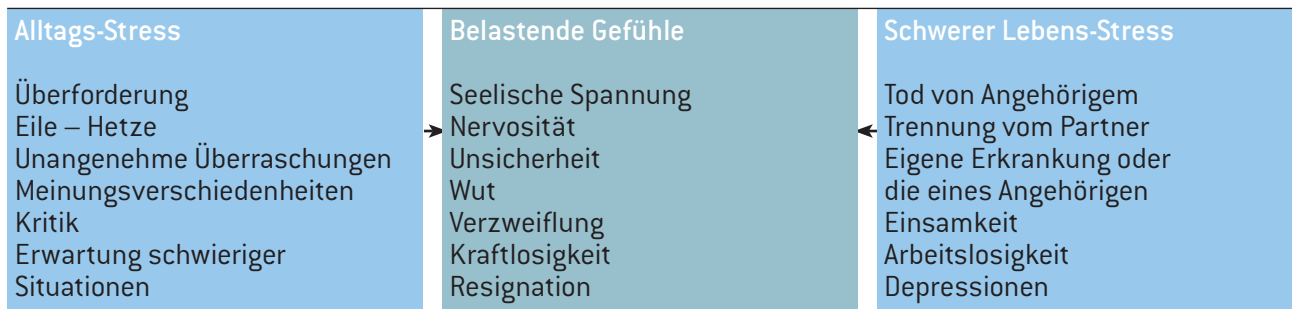 Alltags-Stress
Überforderung
Eile – Hetze
Unangenehme Überraschungen
Meinungsverschiedenheiten
Kritik
Erwartung schwieriger
Situationen
Belastende Gefühle
Seelische Spannung
Nervosität
Unsicherheit
Wut
Verzweiflung
Kraftlosigkeit
Resignation
Schwerer Lebens-Stress
Tod von Angehörigem
Trennung vom Partner
Eigene Erkrankung oder
die eines Angehörigen
Einsamkeit
Arbeitslosigkeit
Depressionen